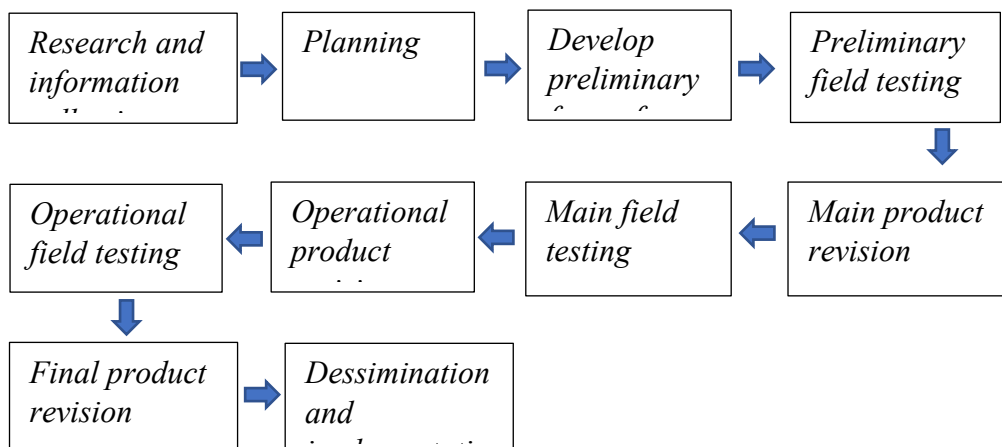 Research and
information
Planning
Develop
preliminary
Preliminary
field testing
Main product
revision
Main field
testing
Operational
product
Operational
field testing
Final product
revision
Dessimination
and